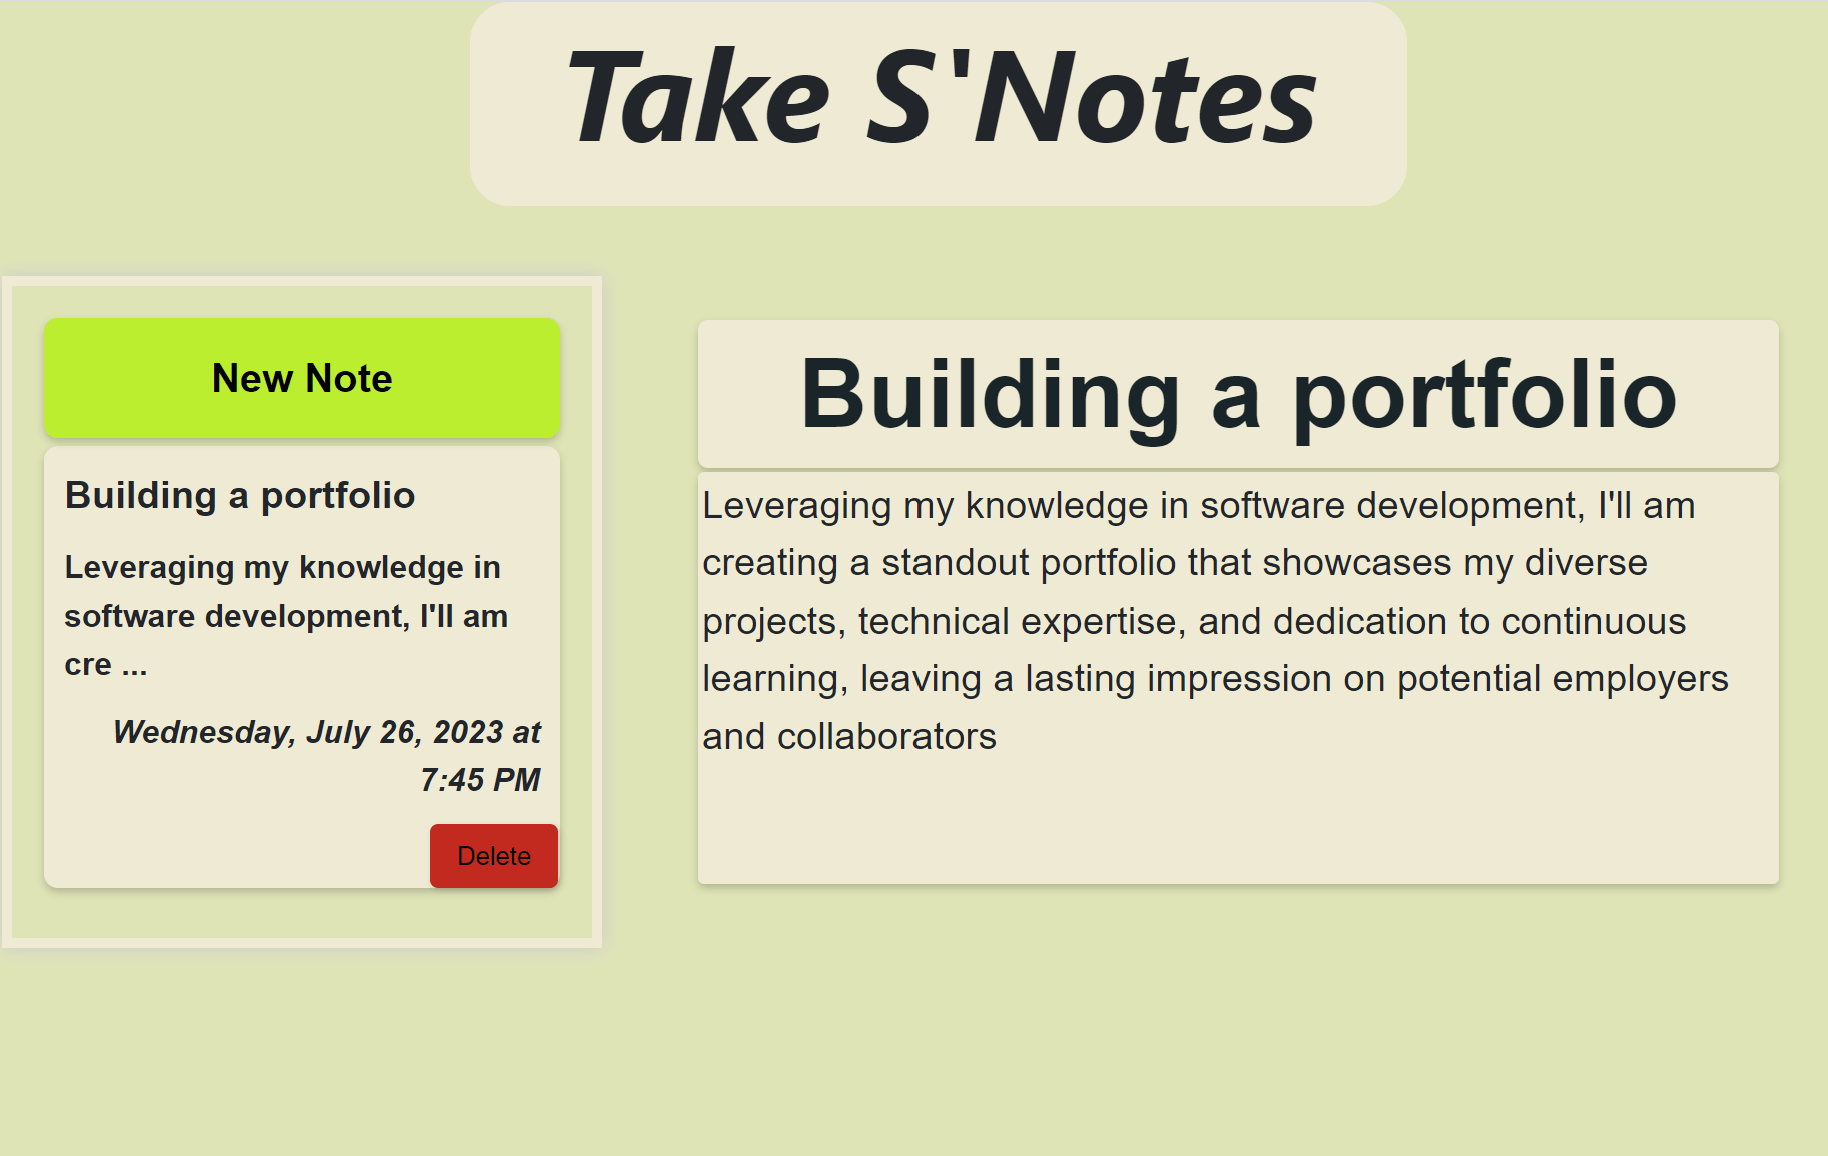 Take S'Notes
New Note
Building a portfolio
Leveraging my knowledge in
software development, I'll am
cre ...
Wednesday, July 26, 2023 at
7:45 PM
Delete
Building a portfolio
Leveraging my knowledge in software development, I'll am
creating a standout portfolio that showcases my diverse
projects, technical expertise, and dedication to continuous
learning, leaving a lasting impression on potential employers
and collaborators